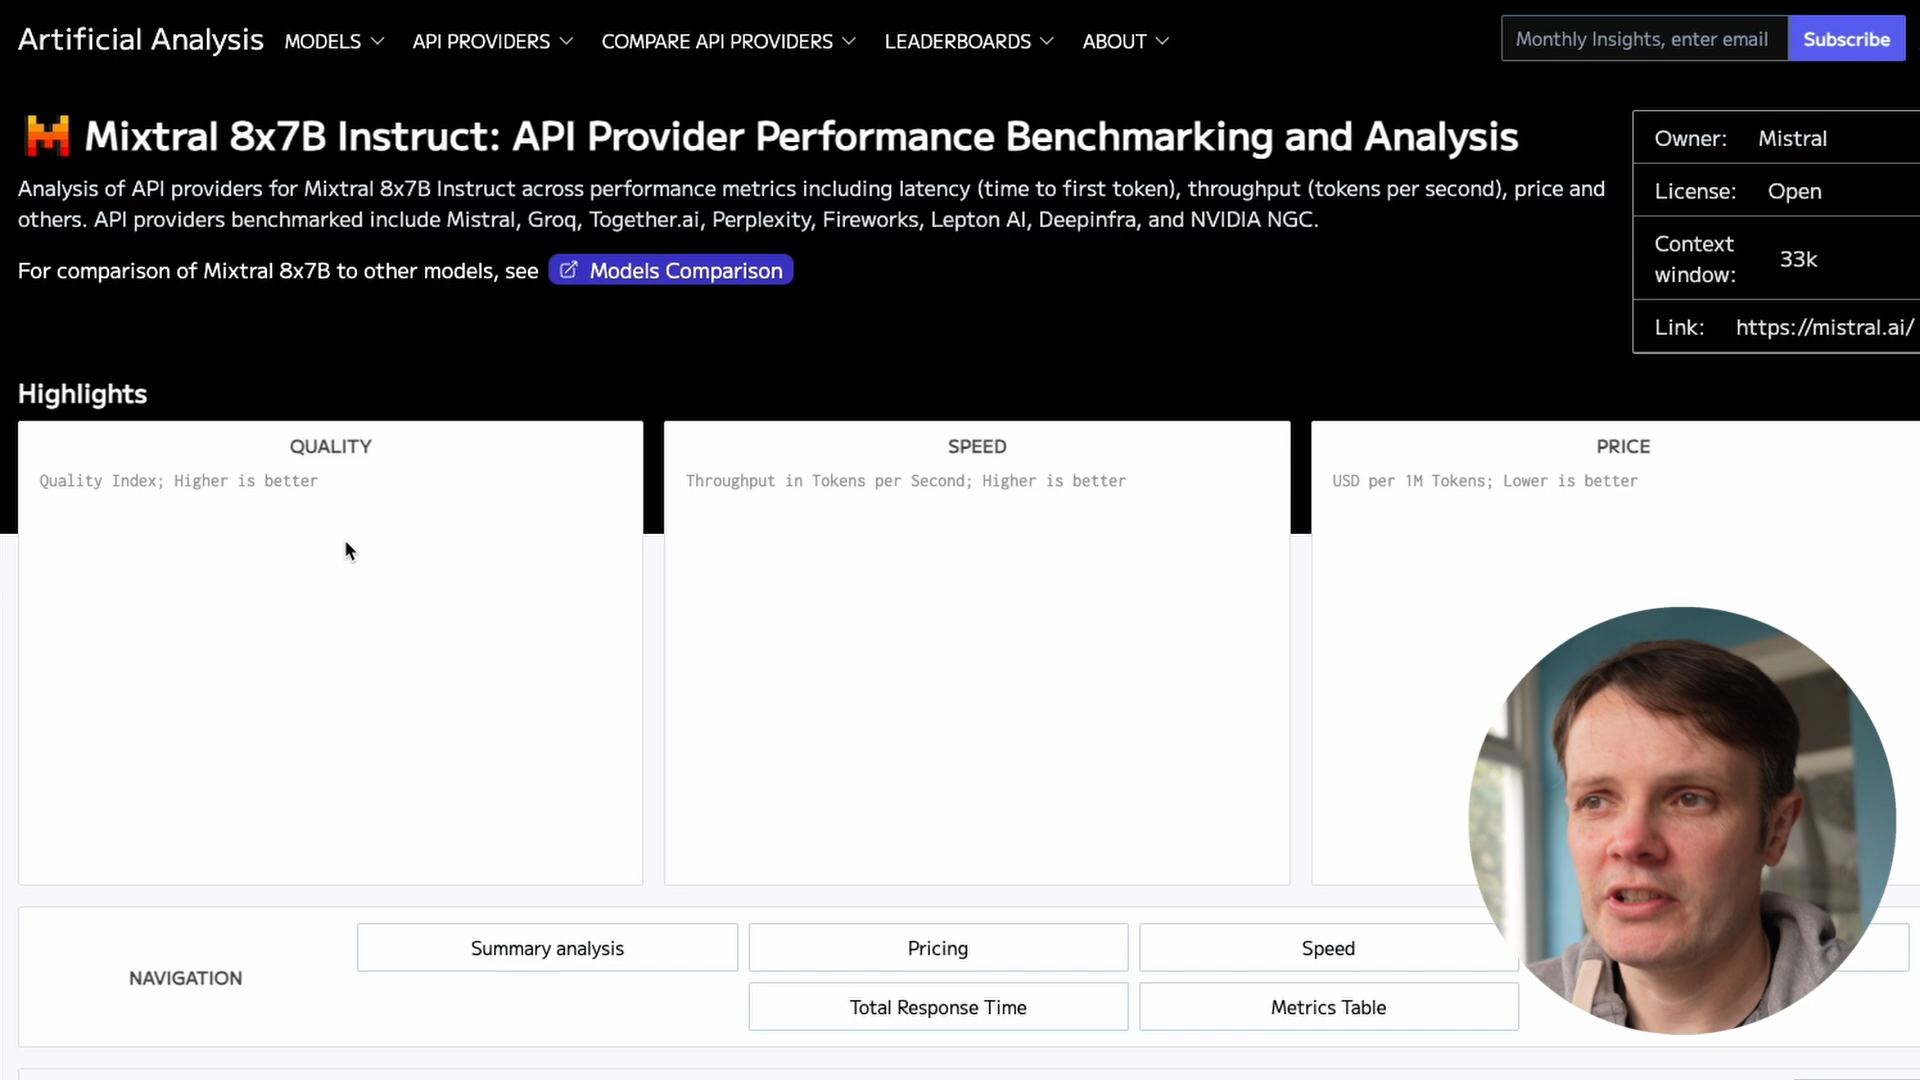 Artificial Analysis MODELS API PROVIDERS COMPARE API PROVIDERS LEADERBOARDS ABOUT Monthly Insights, enter email Subscribe
Mixtral 8x7B Instruct: API Provider Performance Benchmarking and Analysis
Analysis of API providers for Mixtral 8x7B Instruct across performance metrics including latency (time to first token), throughput (tokens per second), price and
others. API providers benchmarked include Mistral, Groq, Together.ai, Perplexity, Fireworks, Lepton AI, Deepinfra, and NVIDIA NGC.
For comparison of Mixtral 8x7B to other models, see Models Comparison
Owner: Mistral
License: Open
Context
window: 33k
Link: https://mistral.ai/
Highlights
QUALITY
Quality Index; Higher is better
SPEED
Throughput in Tokens per Second; Higher is better
PRICE
USD per 1M Tokens; Lower is better
NAVIGATION
Summary analysis
Pricing
Speed
Total Response Time
Metrics Table